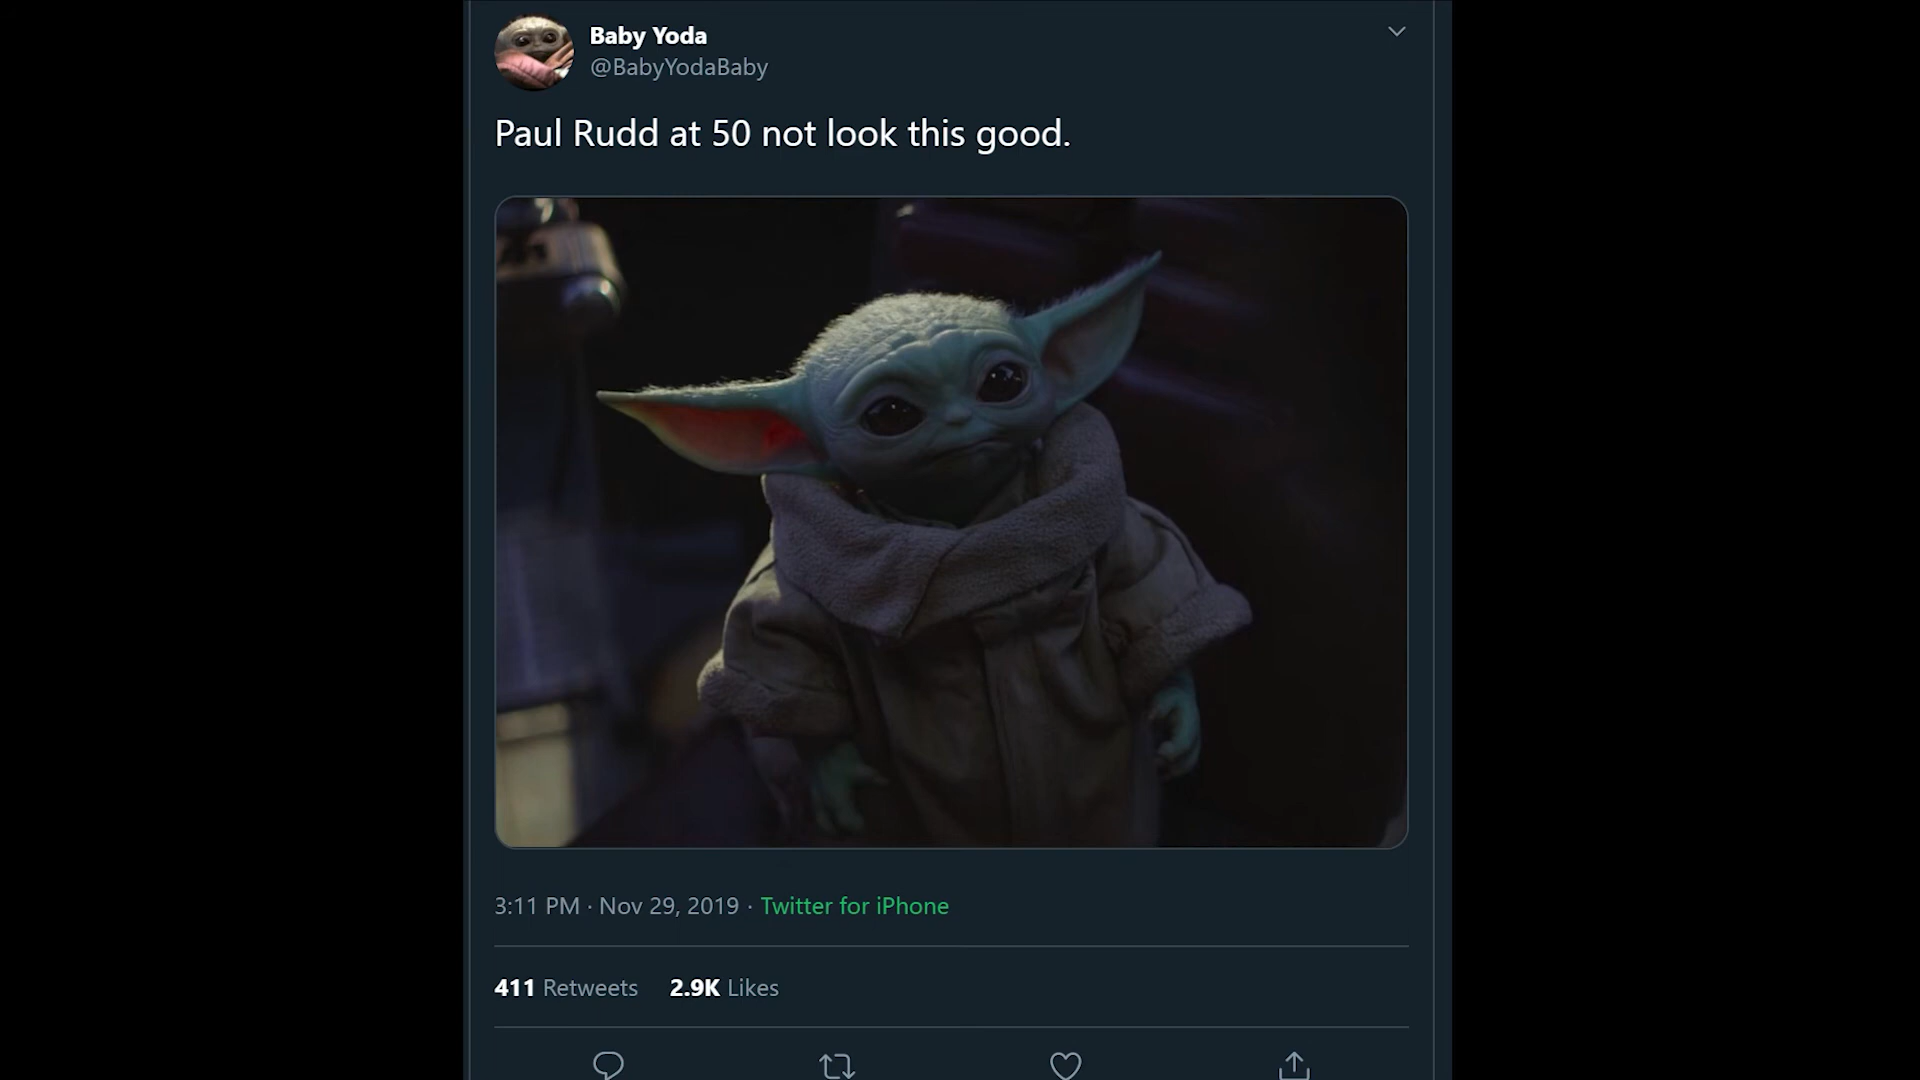 Baby Yoda
@BabyYodaBaby
Paul Rudd at 50 not look this good.
3:11 PM · Nov 29, 2019 · Twitter for iPhone
411 Retweets 2.9K Likes